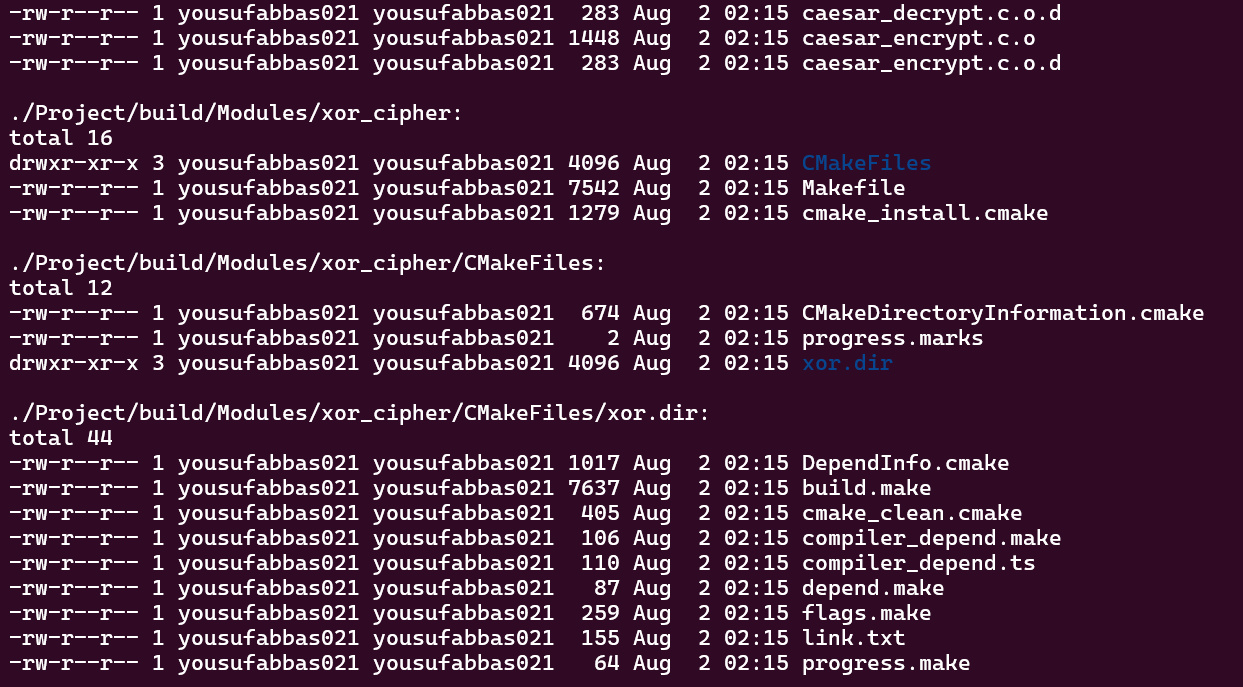 -rw-r--r-- 1 yousufabbas021 yousufabbas021  283 Aug  2 02:15 caesar_decrypt.c.o.d
-rw-r--r-- 1 yousufabbas021 yousufabbas021 1448 Aug  2 02:15 caesar_encrypt.c.o
-rw-r--r-- 1 yousufabbas021 yousufabbas021  283 Aug  2 02:15 caesar_encrypt.c.o.d

./Project/build/Modules/xor_cipher:
total 16
drwxr-xr-x 3 yousufabbas021 yousufabbas021 4096 Aug  2 02:15 CMakeFiles
-rw-r--r-- 1 yousufabbas021 yousufabbas021 7542 Aug  2 02:15 Makefile
-rw-r--r-- 1 yousufabbas021 yousufabbas021 1279 Aug  2 02:15 cmake_install.cmake

./Project/build/Modules/xor_cipher/CMakeFiles:
total 12
-rw-r--r-- 1 yousufabbas021 yousufabbas021  674 Aug  2 02:15 CMakeDirectoryInformation.cmake
-rw-r--r-- 1 yousufabbas021 yousufabbas021    2 Aug  2 02:15 progress.marks
drwxr-xr-x 3 yousufabbas021 yousufabbas021 4096 Aug  2 02:15 xor.dir

./Project/build/Modules/xor_cipher/CMakeFiles/xor.dir:
total 44
-rw-r--r-- 1 yousufabbas021 yousufabbas021 1017 Aug  2 02:15 DependInfo.cmake
-rw-r--r-- 1 yousufabbas021 yousufabbas021 7637 Aug  2 02:15 build.make
-rw-r--r-- 1 yousufabbas021 yousufabbas021  405 Aug  2 02:15 cmake_clean.cmake
-rw-r--r-- 1 yousufabbas021 yousufabbas021  106 Aug  2 02:15 compiler_depend.make
-rw-r--r-- 1 yousufabbas021 yousufabbas021  110 Aug  2 02:15 compiler_depend.ts
-rw-r--r-- 1 yousufabbas021 yousufabbas021   87 Aug  2 02:15 depend.make
-rw-r--r-- 1 yousufabbas021 yousufabbas021  259 Aug  2 02:15 flags.make
-rw-r--r-- 1 yousufabbas021 yousufabbas021  155 Aug  2 02:15 link.txt
-rw-r--r-- 1 yousufabbas021 yousufabbas021   64 Aug  2 02:15 progress.make